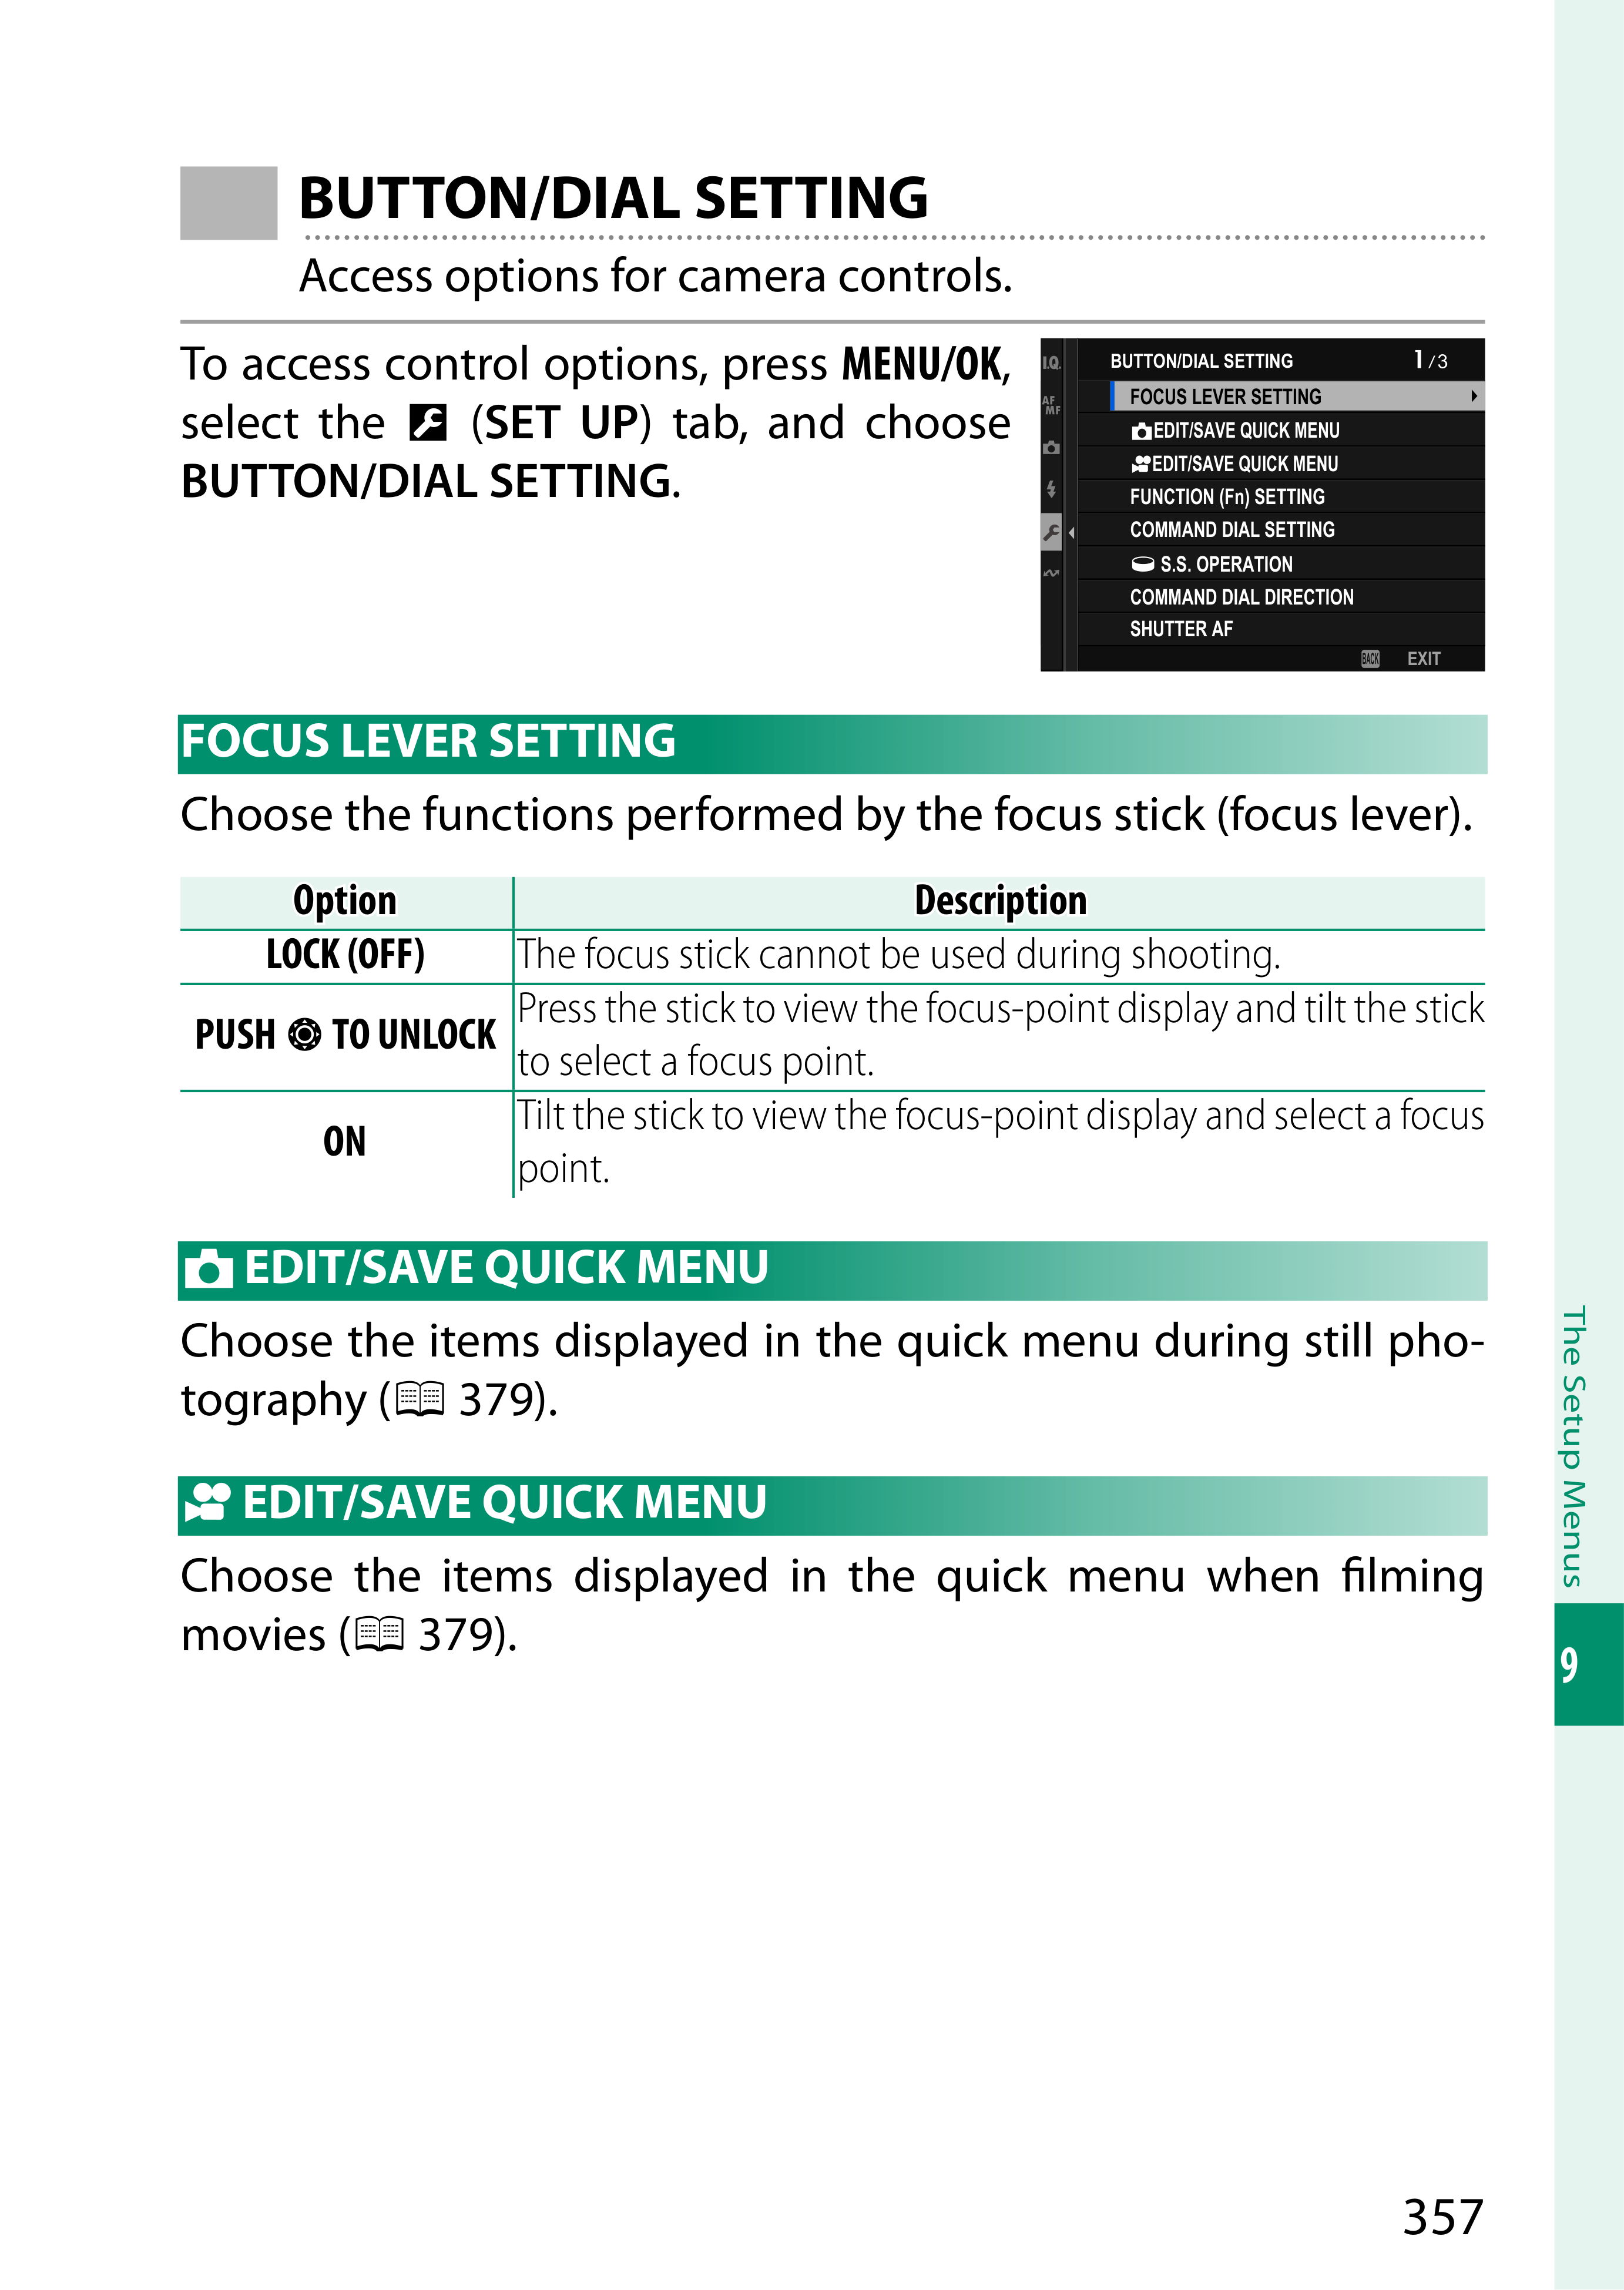 BUTTON/DIAL SETTING
Access options for camera controls.
To access control options, press MENU/OK,
select the (SET UP) tab, and choose
BUTTON/DIAL SETTING.
I.Q.
AF
MF
BUTTON/DIAL SETTING 1/3
FOCUS LEVER SETTING
EDIT/SAVE QUICK MENU
EDIT/SAVE QUICK MENU
FUNCTION (Fn) SETTING
COMMAND DIAL SETTING
S.S. OPERATION
COMMAND DIAL DIRECTION
SHUTTER AF
BACK EXIT
FOCUS LEVER SETTING
Choose the functions performed by the focus stick (focus lever).
Option Description
LOCK (OFF) The focus stick cannot be used during shooting.
PUSH TO UNLOCK Press the stick to view the focus-point display and tilt the stick
to select a focus point.
ON Tilt the stick to view the focus-point display and select a focus
point.
EDIT/SAVE QUICK MENU
Choose the items displayed in the quick menu during still pho-
tography ( 379).
EDIT/SAVE QUICK MENU
Choose the items displayed in the quick menu when filming
movies ( 379).
The Setup Menus
9
357